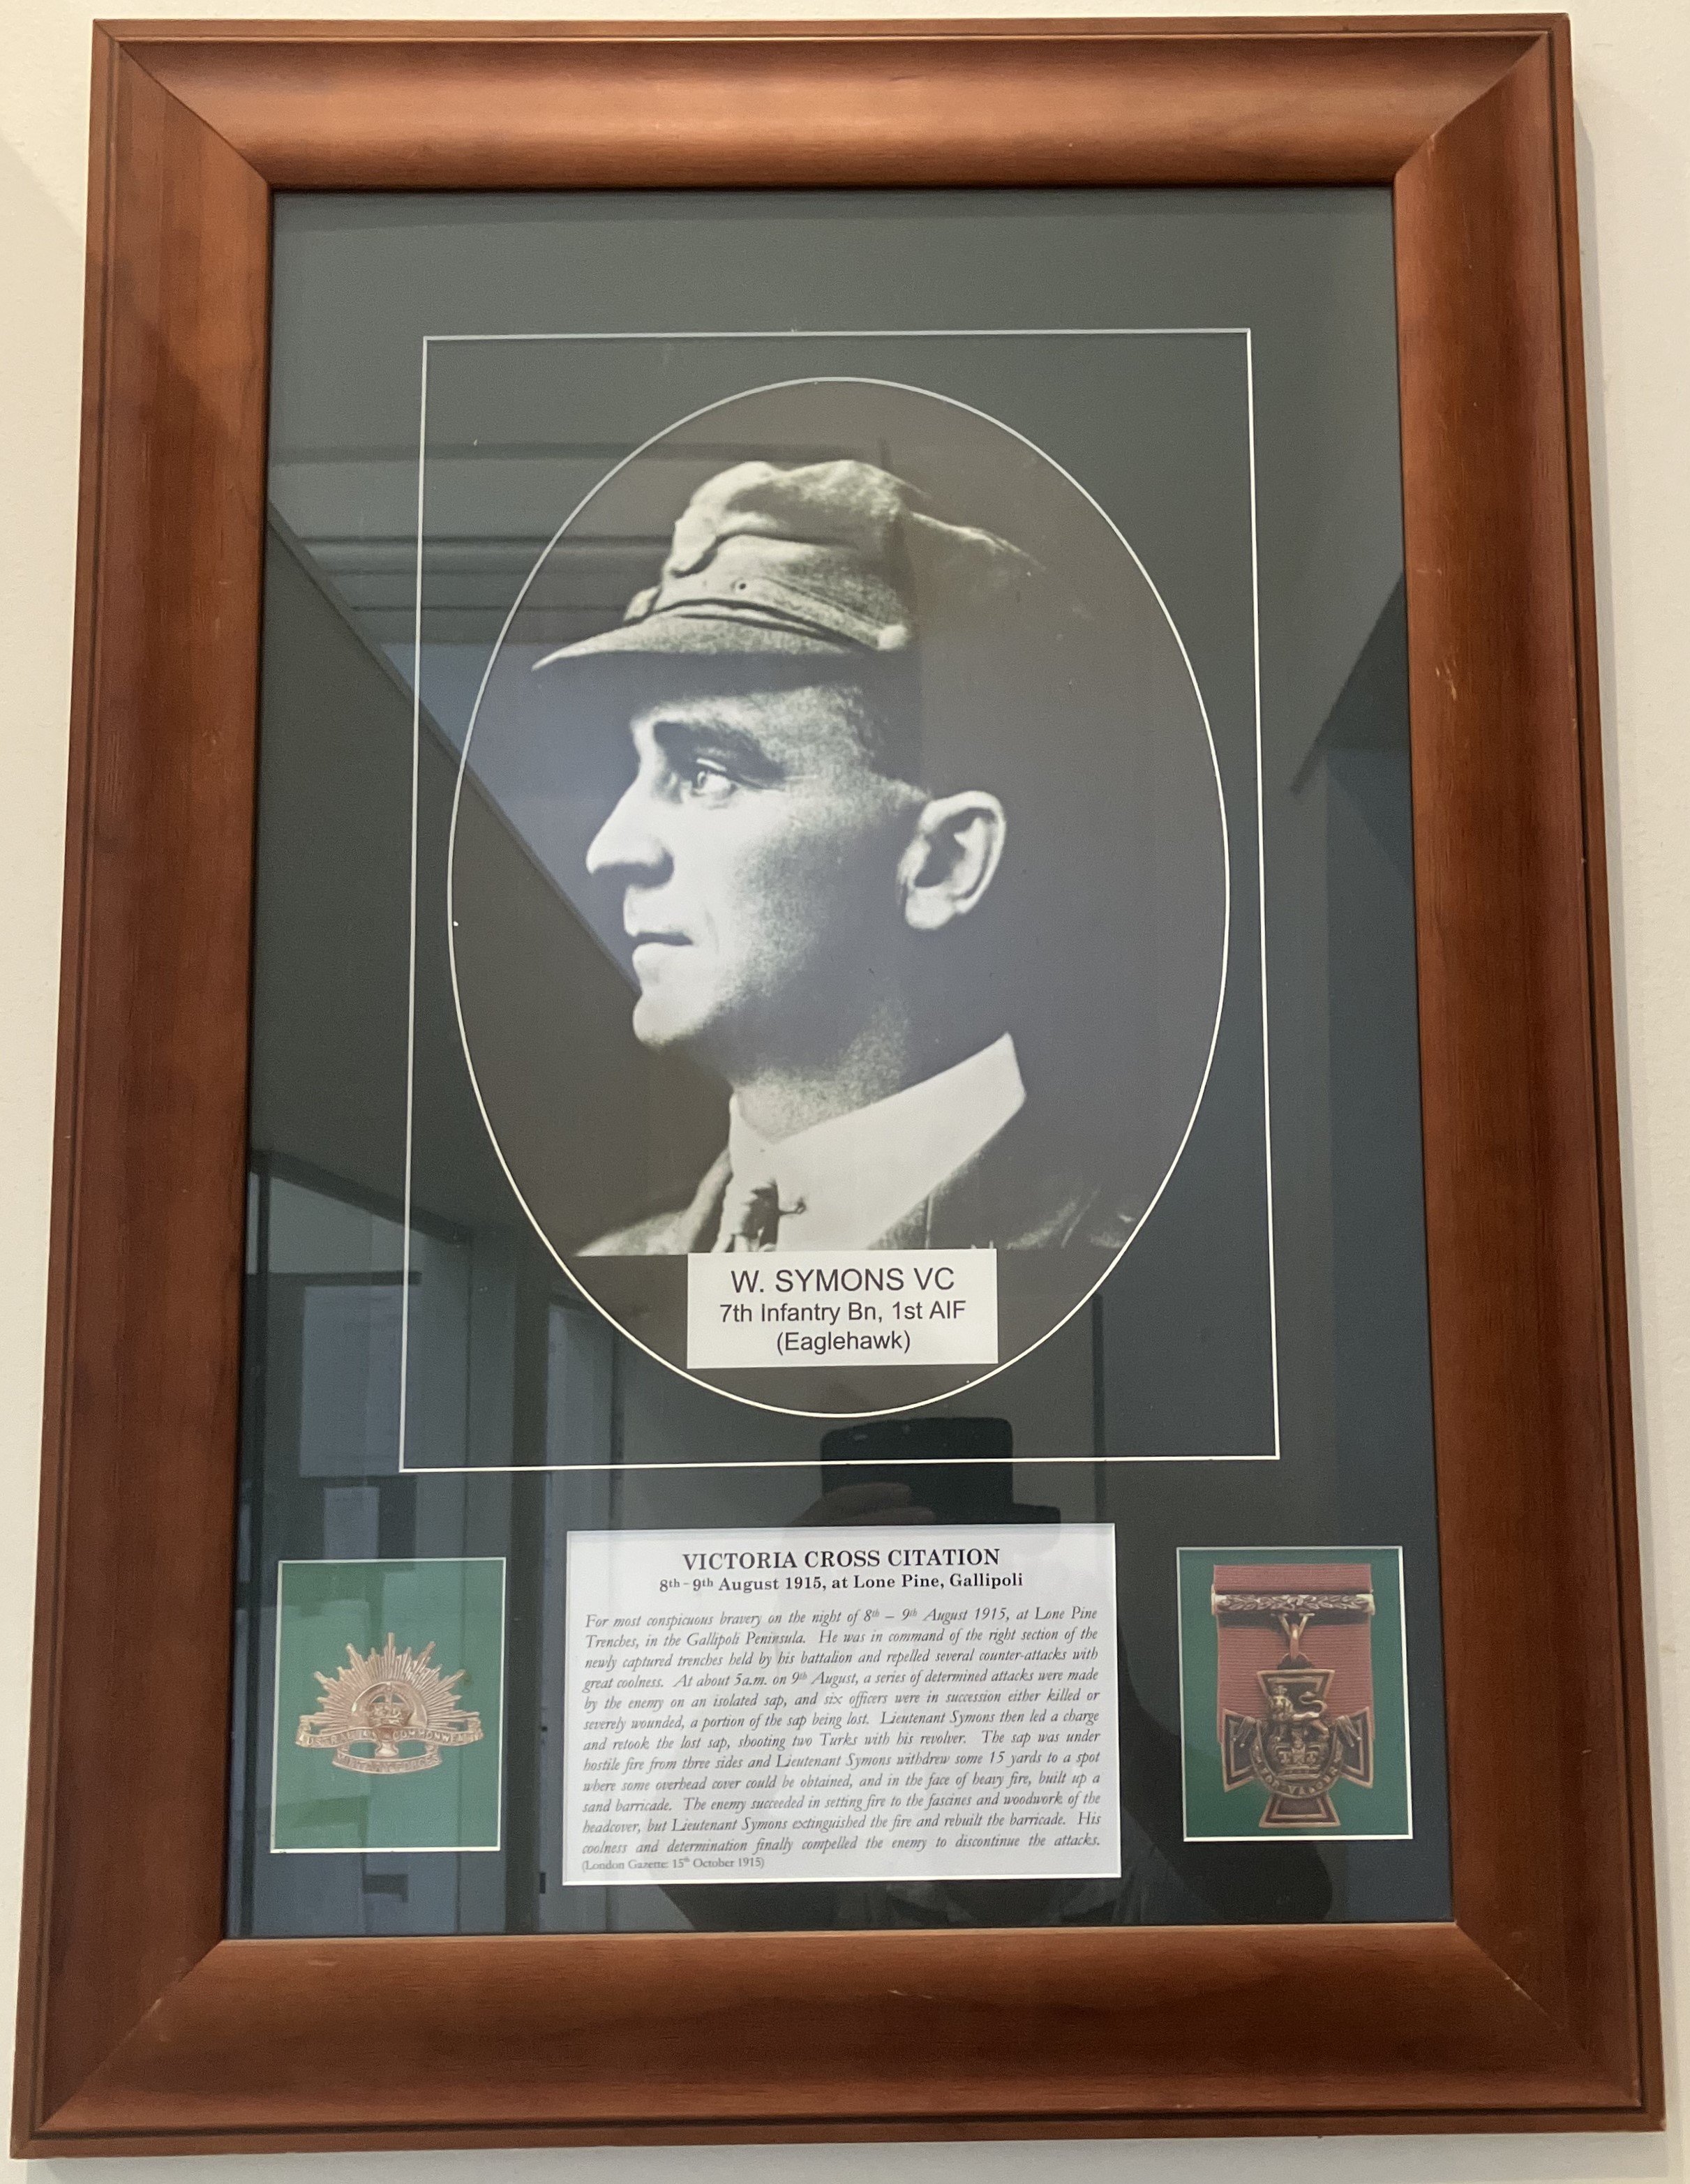 W. SYMONS VC
7th Infantry Bn, 1st AIF
(Eaglehawk)
VICTORIA CROSS CITATION
8th - 9th August 1915, at Lone Pine, Gallipoli
For most conspicuous bravery on the night of 8th – 9th August 1915, at Lone Pine
Trenches, in the Gallipoli Peninsula. He was in command of the right section of the
newly captured trenches held by his battalion and repelled several counter-attacks with
great coolness. At about 5a.m. on 9th August, a series of determined attacks were made
by the enemy on an isolated sap, and six officers were in succession either killed or
severely wounded, a portion of the sap being lost. Lieutenant Symons then led a charge
and retook the lost sap, shooting two Turks with his revolver. The sap was under
hostile fire from three sides and Lieutenant Symons withdrew some 15 yards to a spot
where some overhead cover could be obtained, and in the face of heavy fire, built up a
sand barricade. The enemy succeeded in setting fire to the fascines and woodwork of the
headcover, but Lieutenant Symons extinguished the fire and rebuilt the barricade. His
coolness and determination finally compelled the enemy to discontinue the attacks.
(London Gazette: 15th October 1915)
FOR VALOUR